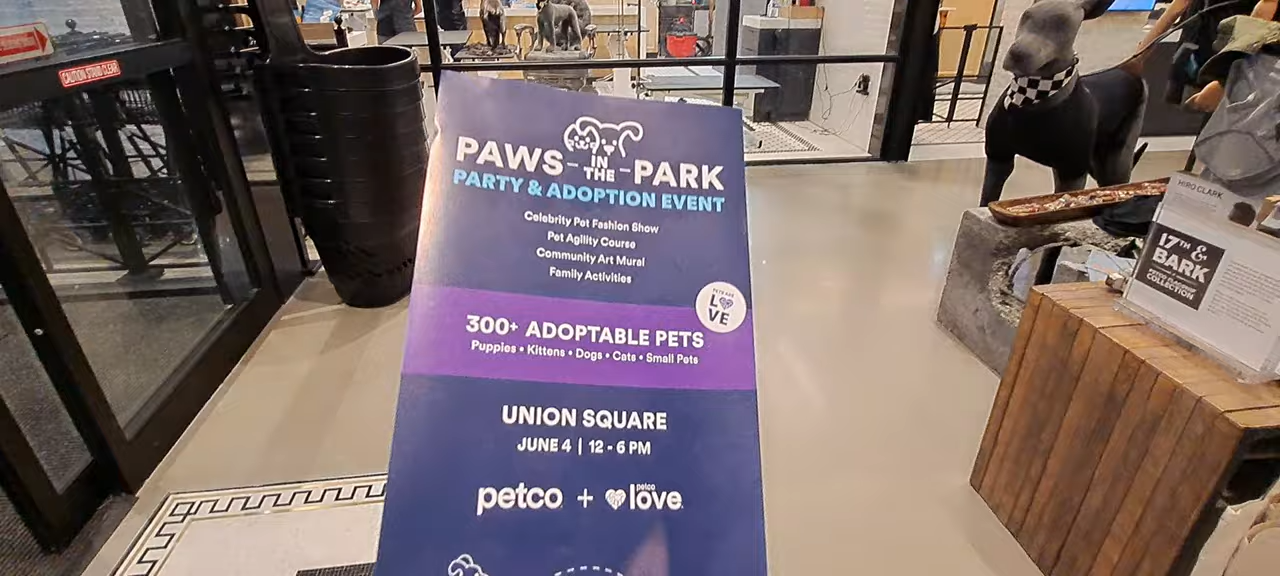 CAUTION STAND CLEAR
PAWS IN THE PARK
PARTY & ADOPTION EVENT
Celebrity Pet Fashion Show
Pet Agility Course
Community Art Mural
Family Activities
PETS ARE
LOVE
300+ ADOPTABLE PETS
Puppies • Kittens • Dogs • Cats • Small Pets
UNION SQUARE
JUNE 4 | 12 - 6 PM
petco + petco love
MIRO CLARK
17TH &
BARK
COLLECTION